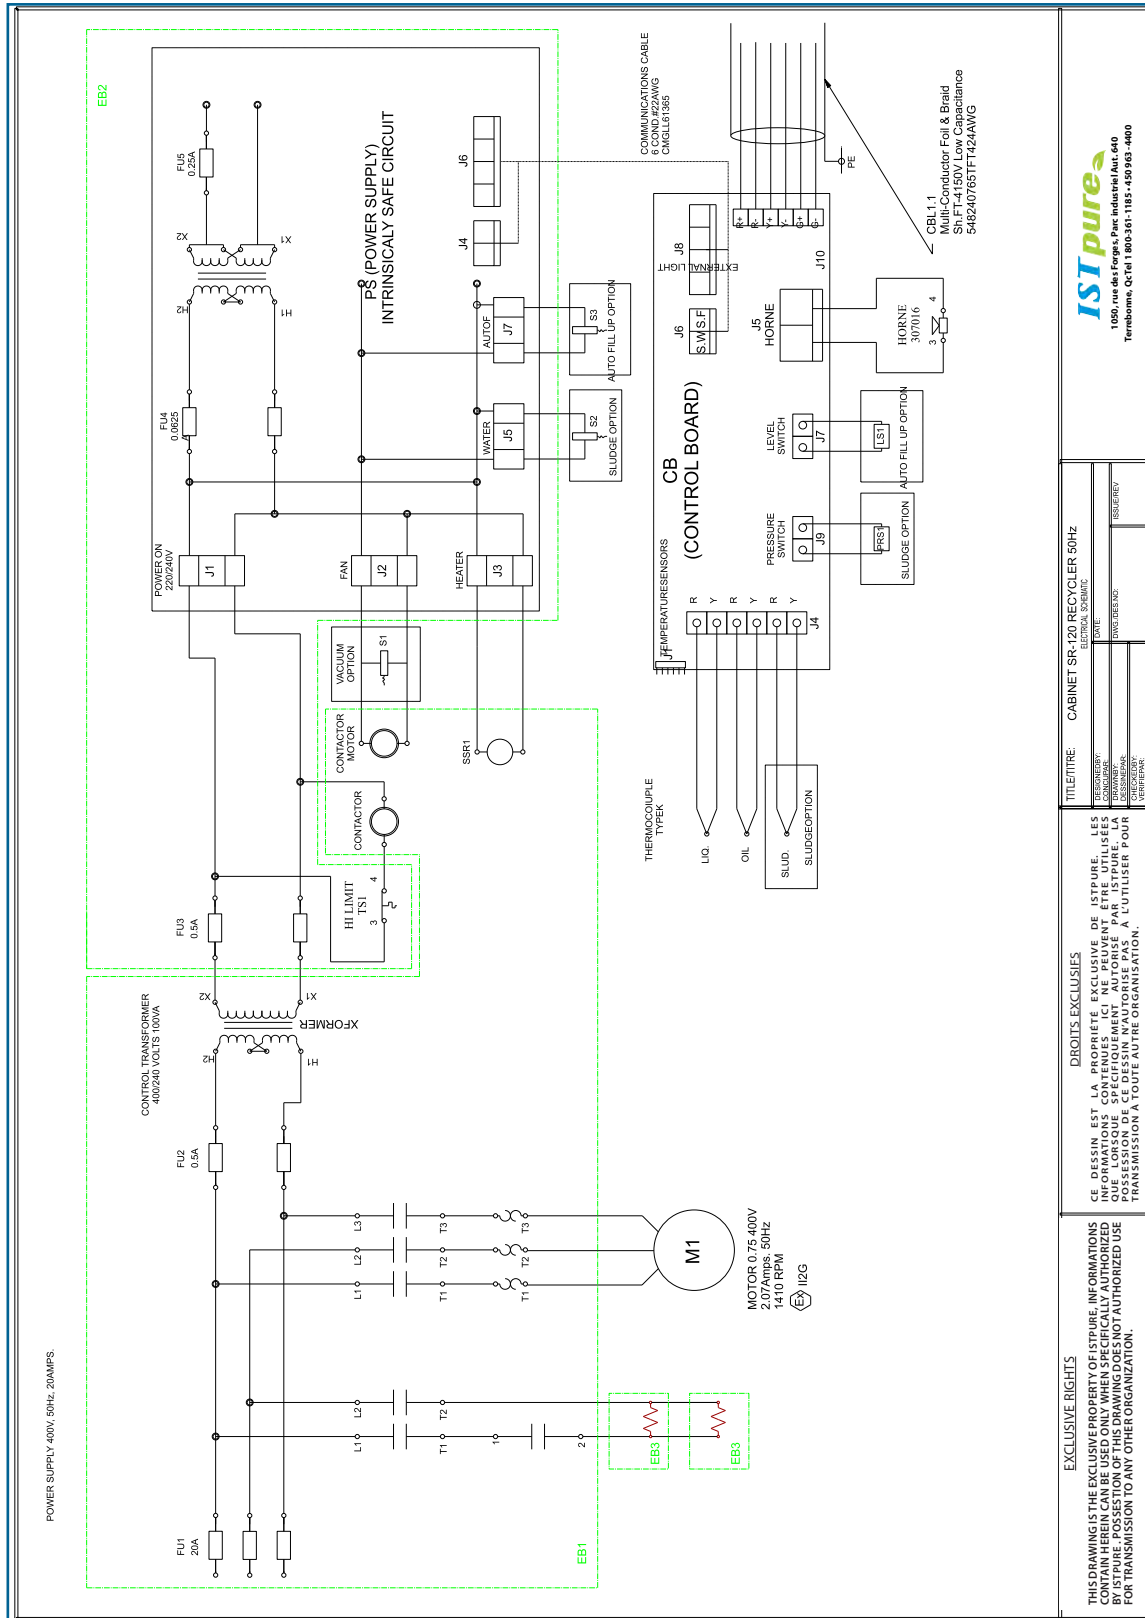 POWER SUPPLY 400V, 50Hz, 20AMPS.
EB1
FU1
20A
L1
L2
T1
T2
1
2
EB3
EB3
L1
L2
L3
T1
T2
T3
T1
T2
T3
M1
MOTOR 0.75 400V
2.07Amps. 50Hz
1410 RPM
Ex II2G
FU2
0.5A
CONTROL TRANSFORMER
400/240 VOLTS 100VA
H2
H1
X2
X1
XFORMER
FU3
0.5A
HI LIMIT
TS1
3
4
CONTACTOR
CONTACTOR
MOTOR
SSR1
VACUUM
OPTION
S1
EB2
POWER ON
220/240V
J1
FAN
J2
HEATER
J3
FU4
0.0625
A
H2
H1
X2
X1
FU5
0.25A
PS (POWER SUPPLY)
INTRINSICALY SAFE CIRCUIT
WATER
J5
AUTOF
J7
J4
J6
S2
SLUDGE OPTION
S3
AUTO FILL UP OPTION
COMMUNICATIONS CABLE
6 COND.#22AWG
CMGLL61365
THERMOCOIUPLE
TYPEK
LIQ.
OIL
SLUD.
SLUDGEOPTION
J1
TEMPERATURESENSORS
R
Y
R
Y
R
Y
J4
CB
(CONTROL BOARD)
PRESSURE
SWITCH
J9
PRS1
SLUDGE OPTION
LEVEL
SWITCH
J7
LS1
AUTO FILL UP OPTION
J6
S.W.S.F
J5
HORNE
HORNE
307016
3
4
J8
EXTERNAL LIGHT
J10
R+
R-
Y+
Y-
G+
G-
PE
CBL1.1
Multi-Conductor Foil & Braid
Sh.FT-4150V Low Capacitance
548240765TFT424AWG
EXCLUSIVE RIGHTS
THIS DRAWING IS THE EXCLUSIVE PROPERTY OF ISTPURE, INFORMATIONS
CONTAIN HEREIN CAN BE USED ONLY WHEN SPECIFICALLY AUTHORIZED
BY ISTPURE. POSSESTION OF THIS DRAWING DOES NOT AUTHORIZED USE
FOR TRANSMISSION TO ANY OTHER ORGANIZATION.
DROITS EXCLUSIFS
CE DESSIN EST LA PROPRIÉTÉ EXCLUSIVE DE ISTPURE. LES
INFORMATIONS CONTENUES ICI NE PEUVENT ÊTRE UTILISÉES
QUE LORSQUE SPÉCIFIQUEMENT AUTORISÉ PAR ISTPURE. LA
POSSESSION DE CE DESSIN N'AUTORISE PAS À L'UTILISER POUR
TRANSMISSION À TOUTE AUTRE ORGANISATION.
TITLE/TITRE:
CABINET SR-120 RECYCLER 50Hz
ELECTRICAL SCHEMATIC
DESIGNEDBY:
CONCUPAR:
DRAWNBY:
DESSINEPAR:
CHECKEDBY:
VERIFIEPAR:
DATE:
DWG./DES.NO:
ISSUE/REV
ISTpure
1050, rue des Forges, Parc industriel Aut. 640
Terrebonne, Qc Tel 1 800-361-1185 - 450 963-4400